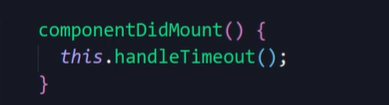 componentDidMount() {
this.handleTimeout();
}